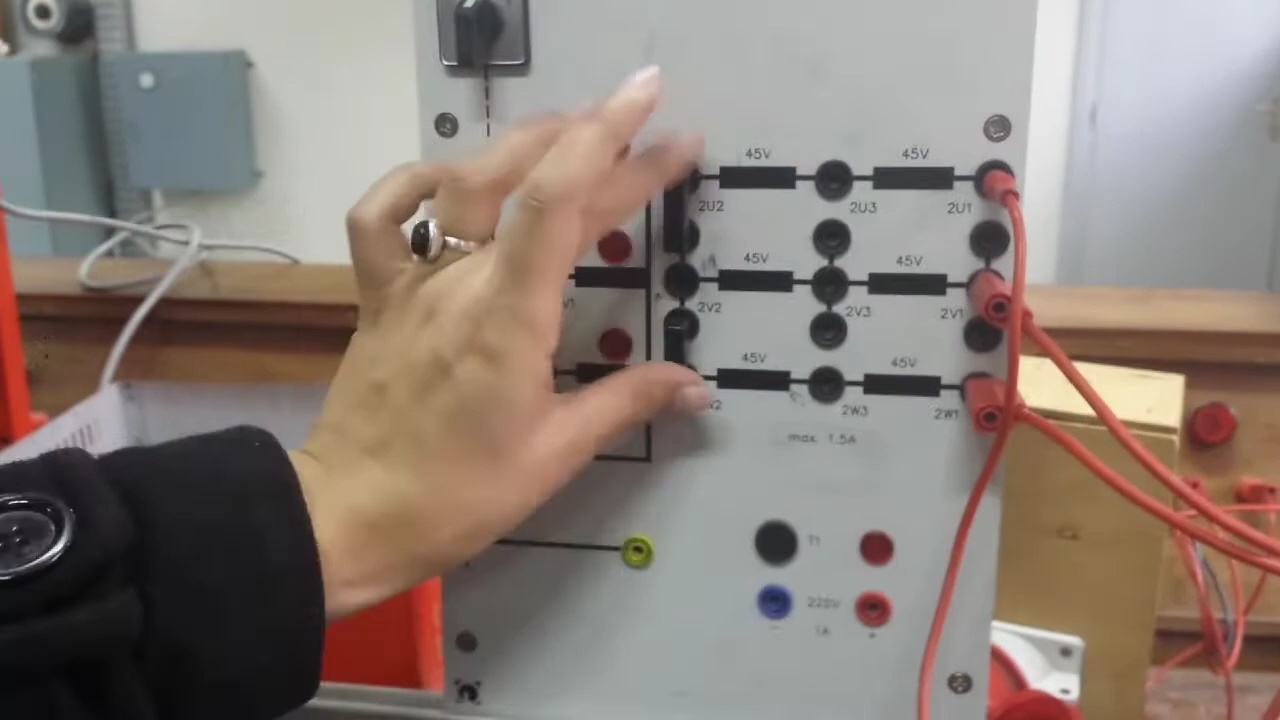 45V 45V
2U2 2U3 2U1
45V 45V
2V2 2V3 2V1
45V 45V
2W3 2W1
max 1.5A
T1
220V
- 1A +